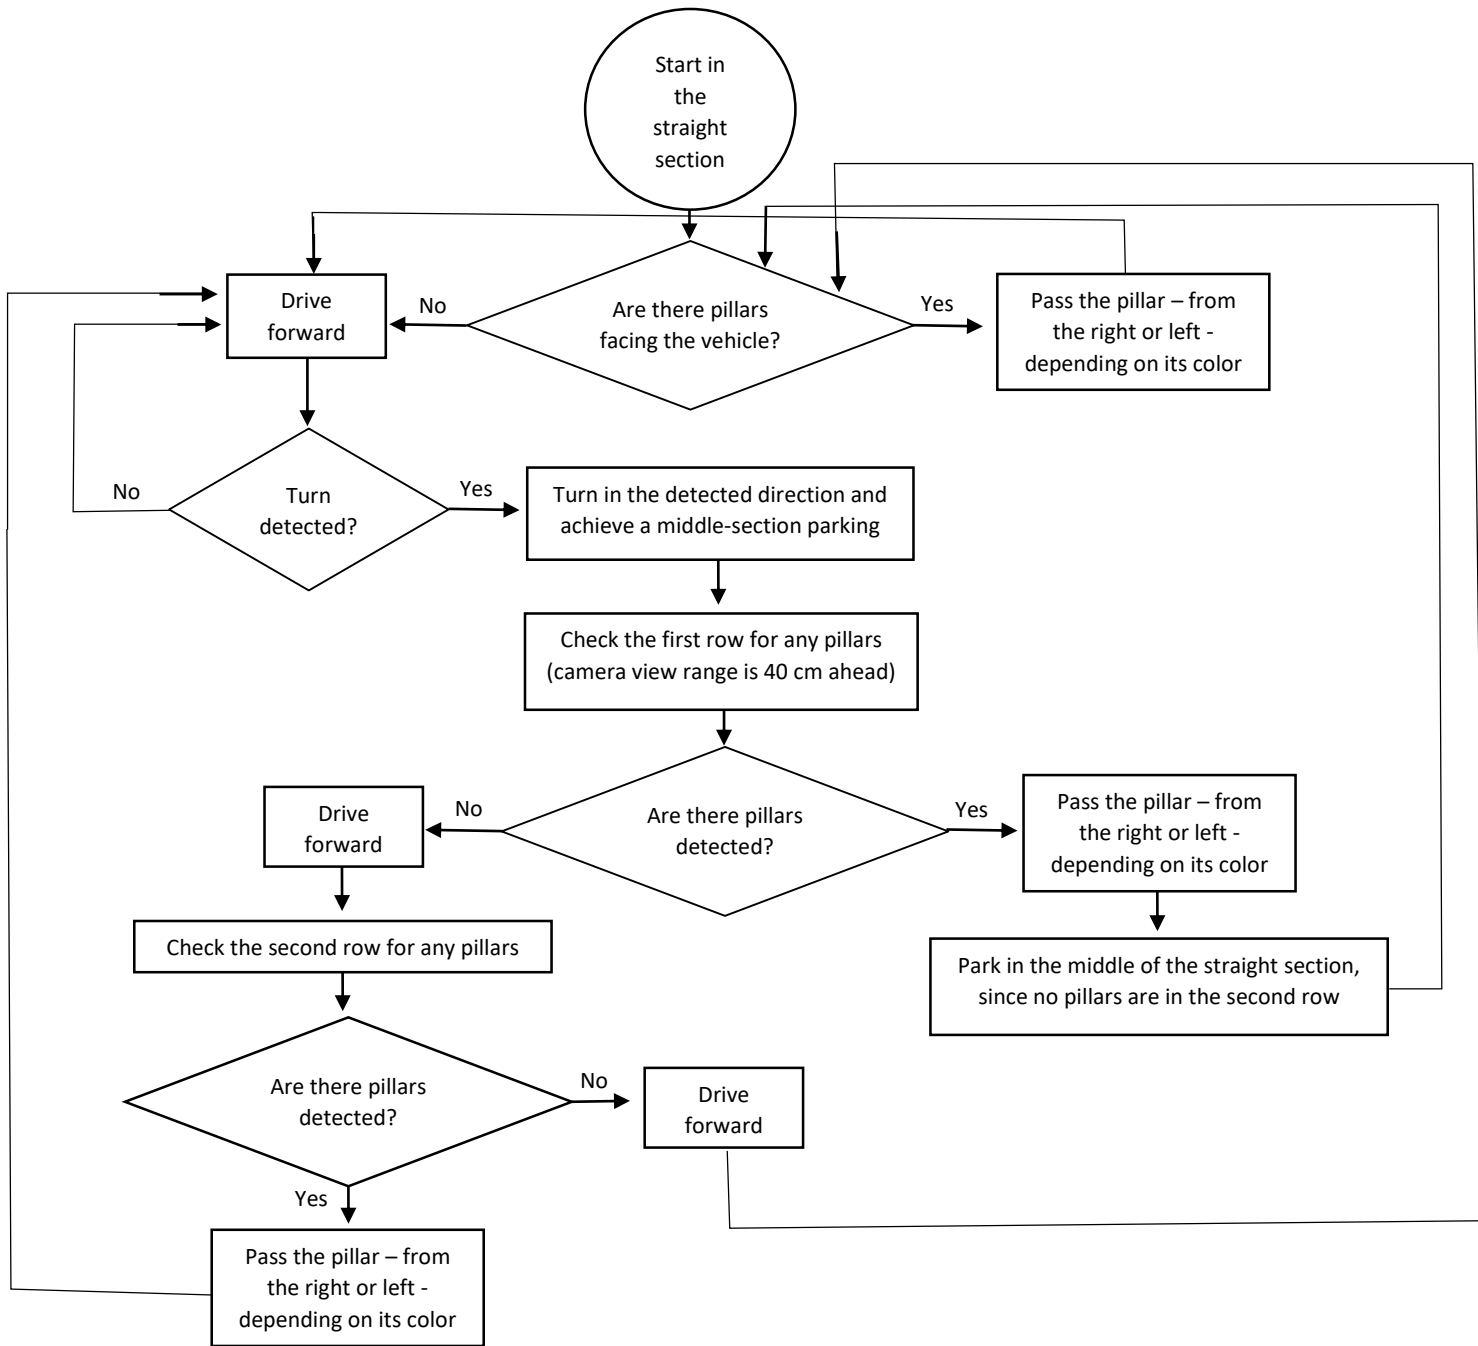 Start in
the
straight
section
Drive
forward
No
Are there pillars
facing the vehicle?
Yes
Pass the pillar – from
the right or left -
depending on its color
No
Turn
detected?
Yes
Turn in the detected direction and
achieve a middle-section parking
Check the first row for any pillars
(camera view range is 40 cm ahead)
Drive
forward
No
Are there pillars
detected?
Yes
Pass the pillar – from
the right or left -
depending on its color
Check the second row for any pillars
Park in the middle of the straight section,
since no pillars are in the second row
Are there pillars
detected?
No
Drive
forward
Yes
Pass the pillar – from
the right or left -
depending on its color